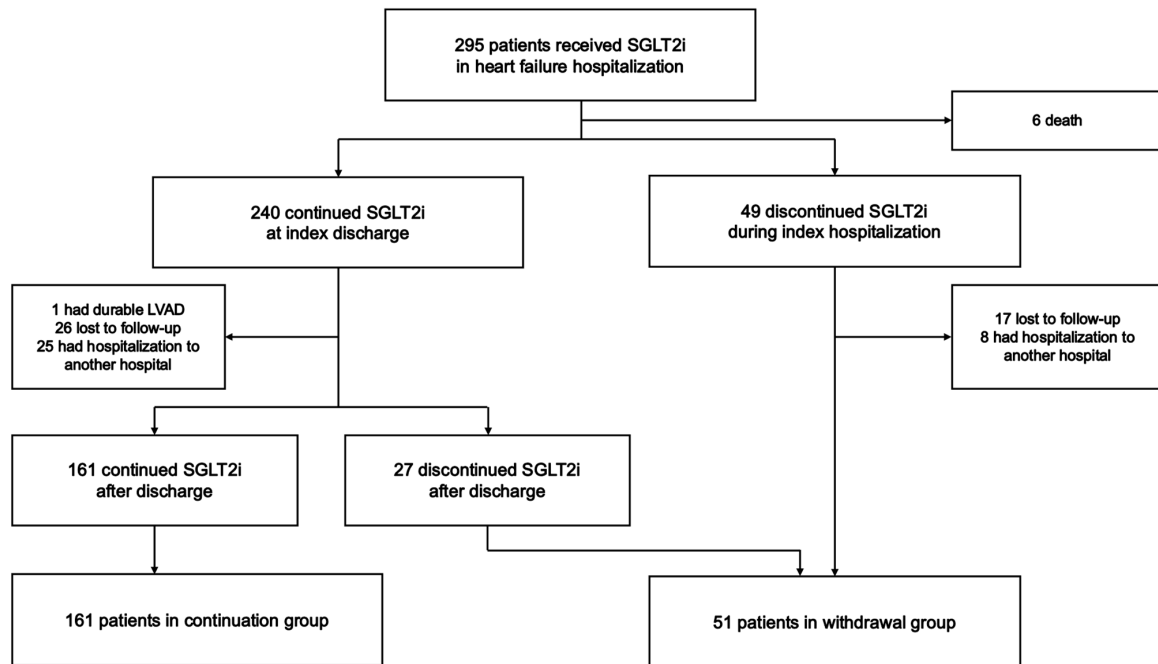 295 patients received SGLT2i
in heart failure hospitalization
6 death
240 continued SGLT2i
at index discharge
49 discontinued SGLT2i
during index hospitalization
1 had durable LVAD
26 lost to follow-up
25 had hospitalization to
another hospital
17 lost to follow-up
8 had hospitalization to
another hospital
161 continued SGLT2i
after discharge
27 discontinued SGLT2i
after discharge
161 patients in continuation group
51 patients in withdrawal group